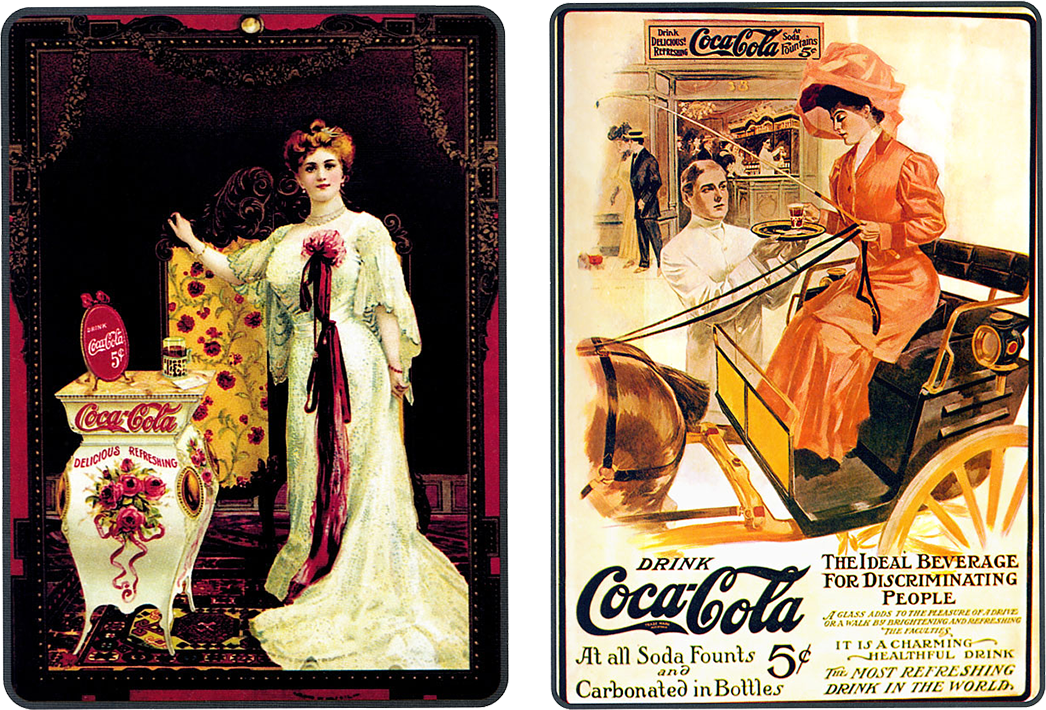 DRINK
Coca-Cola
5¢
Coca-Cola
DELICIOUS REFRESHING
Drink
DELICIOUS!
REFRESHING
Coca-Cola
At
Soda
Fountains
5¢
DRINK
Coca-Cola
TRADE MARK
At all Soda Founts
and
Carbonated in Bottles
5¢
THE IDEAL BEVERAGE
FOR DISCRIMINATING
PEOPLE
A GLASS ADDS TO THE PLEASURE OF A DRIVE
OR A WALK BY BRIGHTENING AND REFRESHING
THE FACULTIES
IT IS A CHARMING
HEALTHFUL DRINK
THE MOST REFRESHING
DRINK IN THE WORLD.